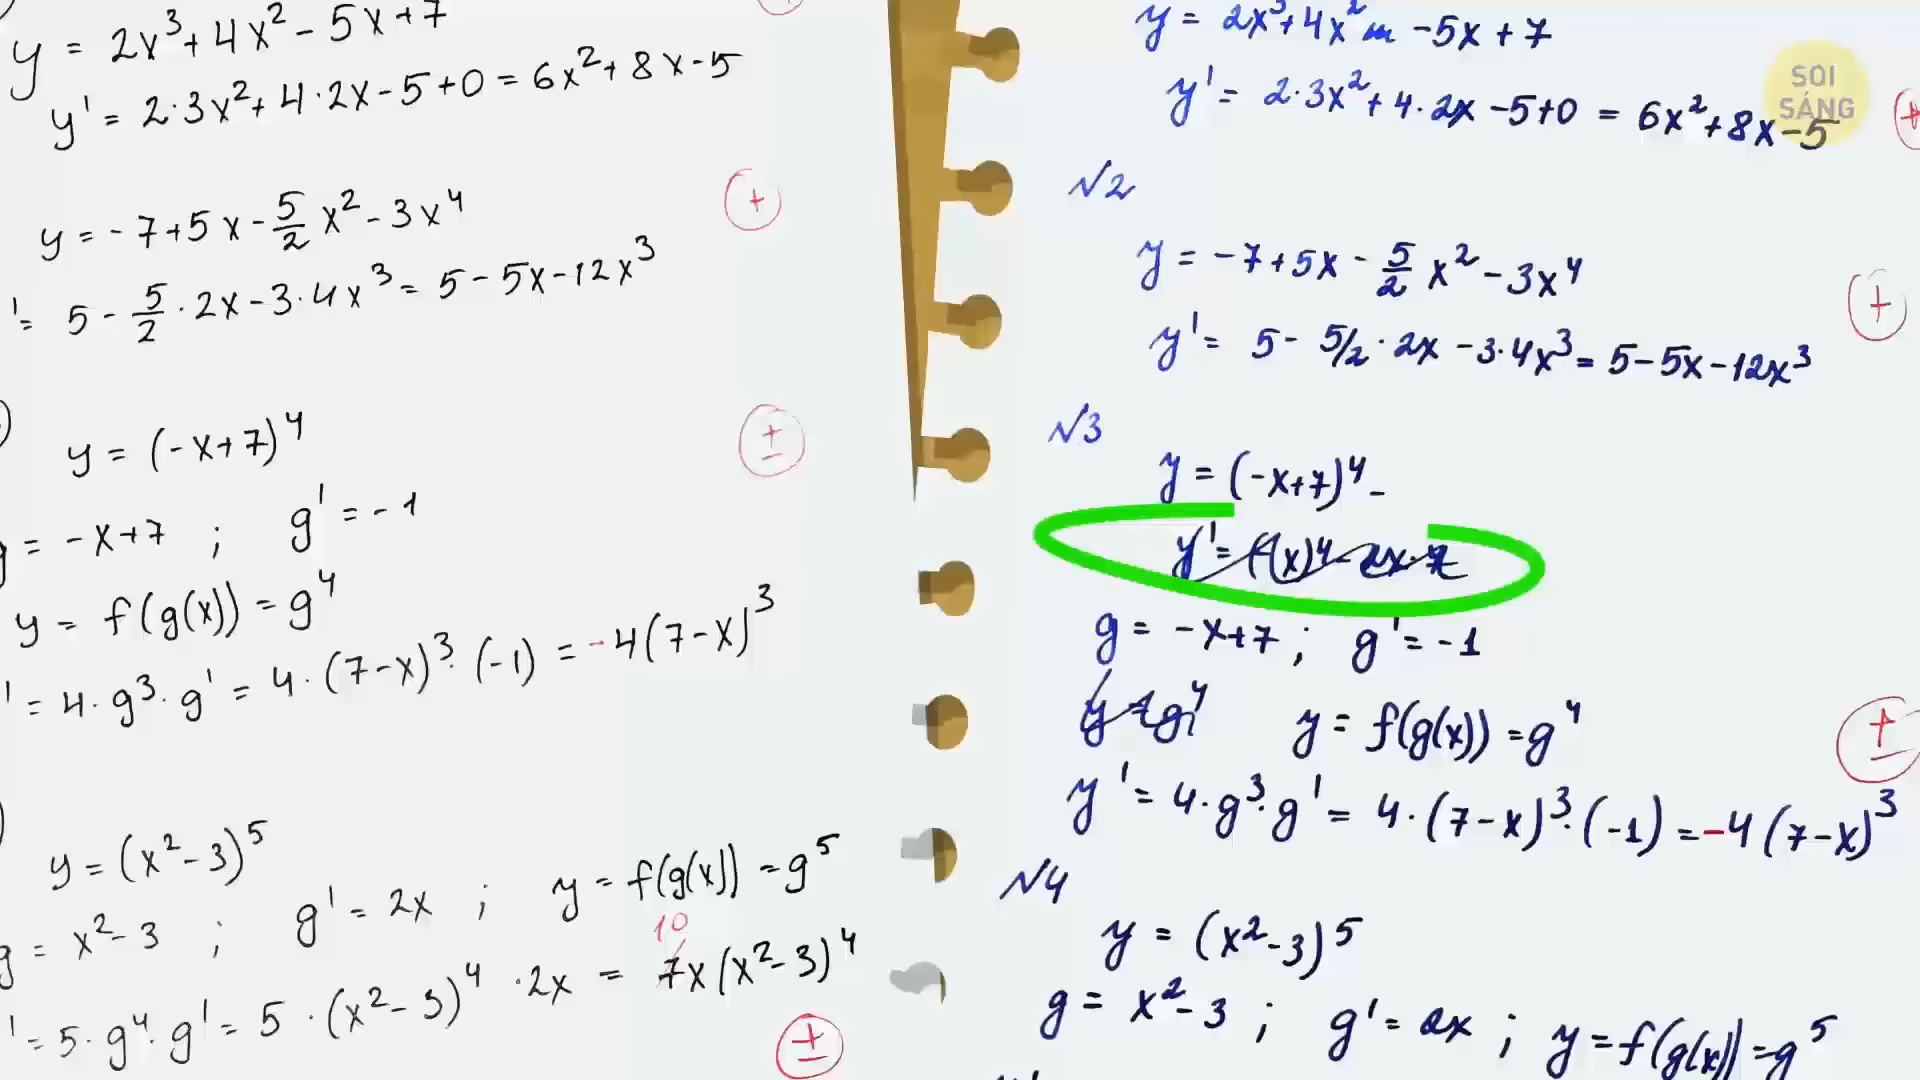 y = 2x³ + 4x² - 5x + 7
y' = 2·3x² + 4·2x - 5 + 0 = 6x² + 8x - 5
+
y = -7 + 5x - 5/2 x² - 3x⁴
' = 5 - 5/2 · 2x - 3·4x³ = 5 - 5x - 12x³
±
y = (-x+7)⁴
g = -x+7 ; g' = -1
y = f(g(x)) = g⁴
' = 4·g³·g' = 4·(7-x)³·(-1) = -4(7-x)³
y = (x²-3)⁵
g = x²-3 ; g' = 2x ; y = f(g(x)) = g⁵
10
' = 5·g⁴·g' = 5·(x²-3)⁴·2x = 7x(x²-3)⁴
±
y = 2x³ + 4x² - 5x + 7
SOI
SÁNG
y' = 2·3x² + 4·2x - 5 + 0 = 6x² + 8x - 5
+
№2
y = -7 + 5x - 5/2 x² - 3x⁴
+
y' = 5 - 5/2 · 2x - 3·4x³ = 5 - 5x - 12x³
№3
y = (-x+7)⁴ -
g = -x+7 ; g' = -1
y = g⁴ y = f(g(x)) = g⁴
±
y' = 4·g³·g' = 4·(7-x)³·(-1) = -4(7-x)³
№4
y = (x²-3)⁵
g = x²-3 ; g' = 2x ; y = f(g(x)) = g⁵